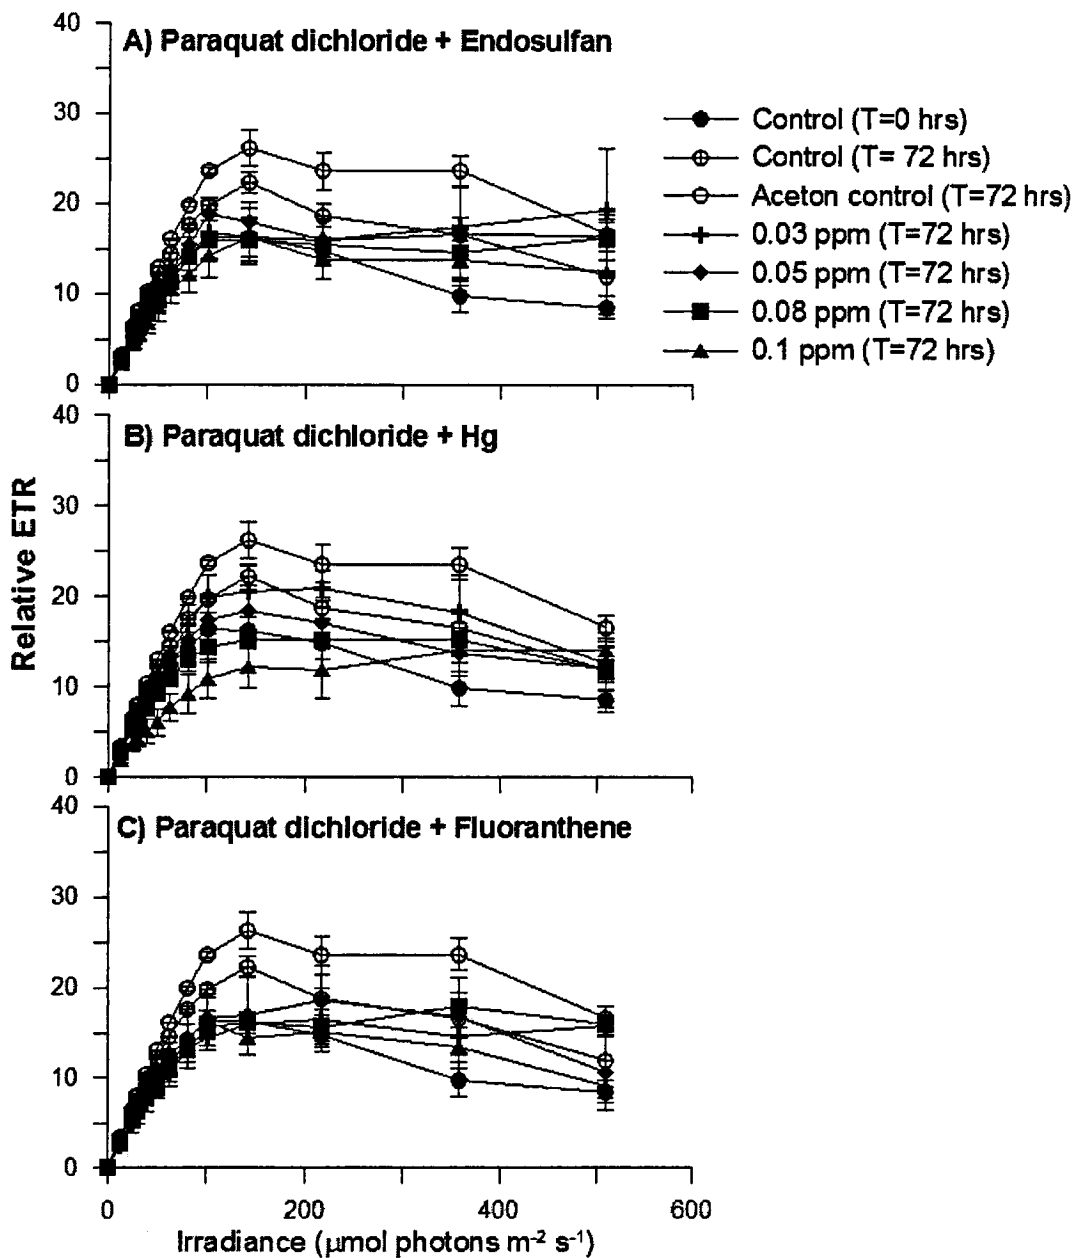 40
A) Paraquat dichloride + Endosulfan
30
20
10
0
Control (T=0 hrs)
Control (T= 72 hrs)
Aceton control (T=72 hrs)
0.03 ppm (T=72 hrs)
0.05 ppm (T=72 hrs)
0.08 ppm (T=72 hrs)
0.1 ppm (T=72 hrs)
40
B) Paraquat dichloride + Hg
30
20
10
0
Relative ETR
40
C) Paraquat dichloride + Fluoranthene
30
20
10
0
0 200 400 600
Irradiance (μmol photons m⁻² s⁻¹)